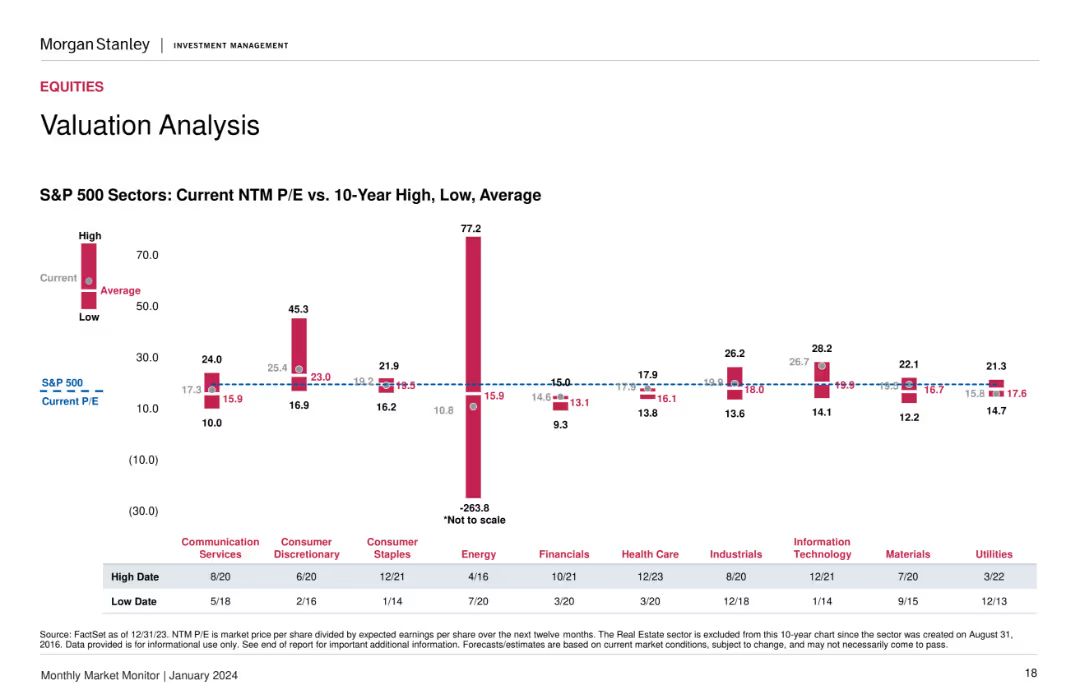 Morgan Stanley | INVESTMENT MANAGEMENT
EQUITIES
Valuation Analysis
S&P 500 Sectors: Current NTM P/E vs. 10-Year High, Low, Average
High
Current
Average
Low
S&P 500
Current P/E
70.0
50.0
30.0
10.0
(10.0)
(30.0)
24.0
17.3
15.9
10.0
45.3
25.4
23.0
16.9
21.9
19.2
16.2
77.2
15.9
10.8
-263.8
*Not to scale
15.0
14.6
13.1
9.3
17.9
17.9
16.1
13.8
26.2
19.9
18.0
13.6
28.2
26.7
19.9
14.1
22.1
16.7
12.2
21.3
15.8
17.6
14.7
Communication Services Consumer Discretionary Consumer Staples Energy Financials Health Care Industrials Information Technology Materials Utilities
High Date 8/20 6/20 12/21 4/16 10/21 12/23 8/20 12/21 7/20 3/22
Low Date 5/18 2/16 1/14 7/20 3/20 3/20 12/18 1/14 9/15 12/13
Source: FactSet as of 12/31/23. NTM P/E is market price per share divided by expected earnings per share over the next twelve months. The Real Estate sector is excluded from this 10-year chart since the sector was created on August 31,
2016. Data provided is for informational use only. See end of report for important additional information. Forecasts/estimates are based on current market conditions, subject to change, and may not necessarily come to pass.
Monthly Market Monitor | January 2024
18